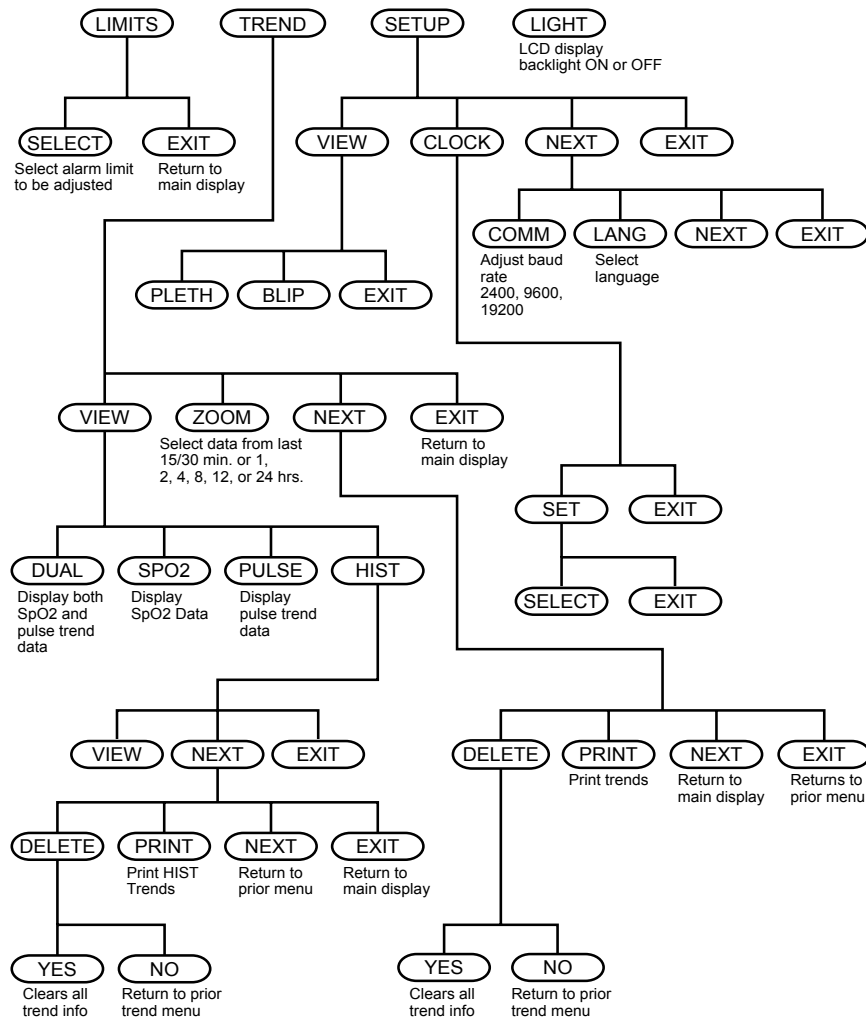 LIMITS
TREND
SETUP
LIGHT
LCD display
backlight ON or OFF
SELECT
Select alarm limit
to be adjusted
EXIT
Return to
main display
VIEW
CLOCK
NEXT
EXIT
COMM
Adjust baud
rate
2400, 9600,
19200
LANG
Select
language
NEXT
EXIT
PLETH
BLIP
EXIT
VIEW
ZOOM
Select data from last
15/30 min. or 1,
2, 4, 8, 12, or 24 hrs.
NEXT
EXIT
Return to
main display
SET
EXIT
DUAL
Display both
SpO2 and
pulse trend
data
SPO2
Display
SpO2 Data
PULSE
Display
pulse trend
data
HIST
SELECT
EXIT
VIEW
NEXT
EXIT
DELETE
PRINT
Print trends
NEXT
Return to
main display
EXIT
Returns to
prior menu
DELETE
PRINT
Print HIST
Trends
NEXT
Return to
prior menu
EXIT
Return to
main display
YES
Clears all
trend info
NO
Return to prior
trend menu
YES
Clears all
trend info
NO
Return to prior
trend menu